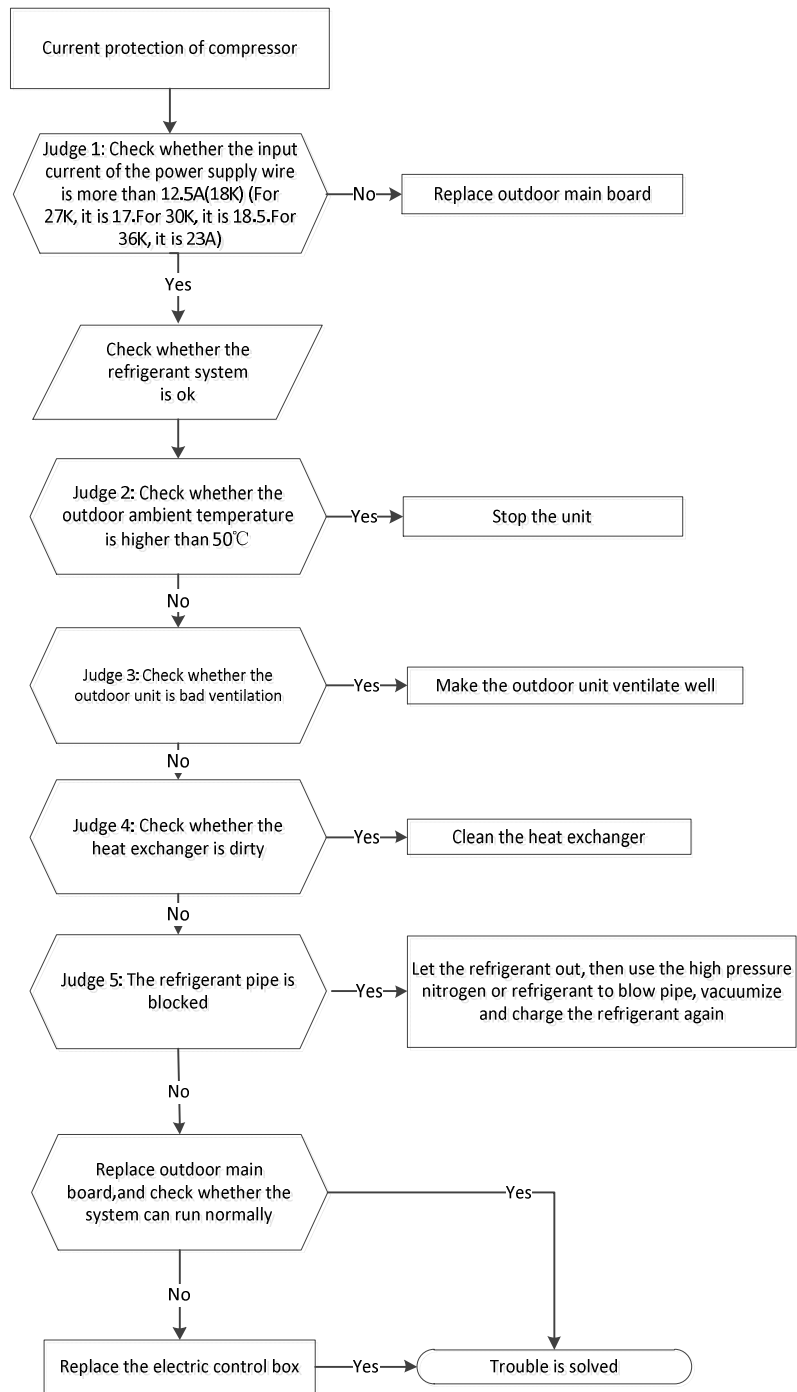 Current protection of compressor
Judge 1: Check whether the input
current of the power supply wire
is more than 12.5A(18K) (For
27K, it is 17.For 30K, it is 18.5.For
36K, it is 23A)
No
Replace outdoor main board
Yes
Check whether the
refrigerant system
is ok
Judge 2: Check whether the
outdoor ambient temperature
is higher than 50℃
Yes
Stop the unit
No
Judge 3: Check whether the
outdoor unit is bad ventilation
Yes
Make the outdoor unit ventilate well
No
Judge 4: Check whether the
heat exchanger is dirty
Yes
Clean the heat exchanger
No
Judge 5: The refrigerant pipe is
blocked
Yes
Let the refrigerant out, then use the high pressure
nitrogen or refrigerant to blow pipe, vacuumize
and charge the refrigerant again
No
Replace outdoor main
board,and check whether the
system can run normally
Yes
No
Replace the electric control box
Yes
Trouble is solved